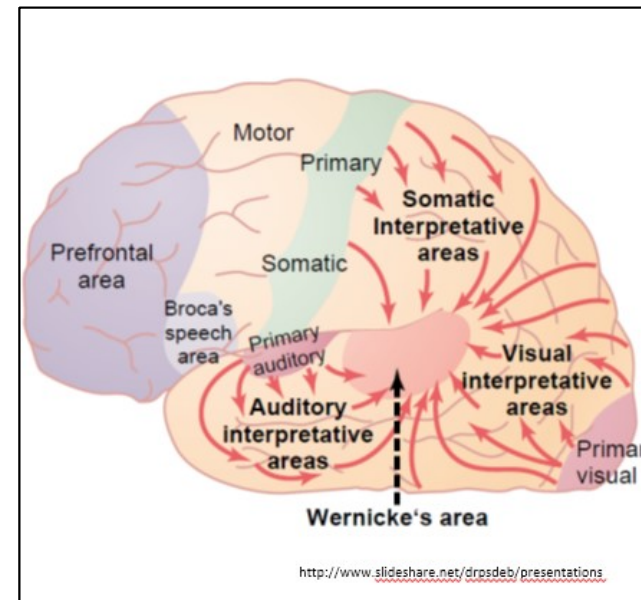 Motor
Primary
Somatic
Interpretative
areas
Prefrontal
area
Somatic
Broca's
speech
area
Primary
auditory
Visual
interpretative
areas
Auditory
interpretative
areas
Primar
visual
Wernicke's area
http://www.slideshare.net/drpsdeb/presentations